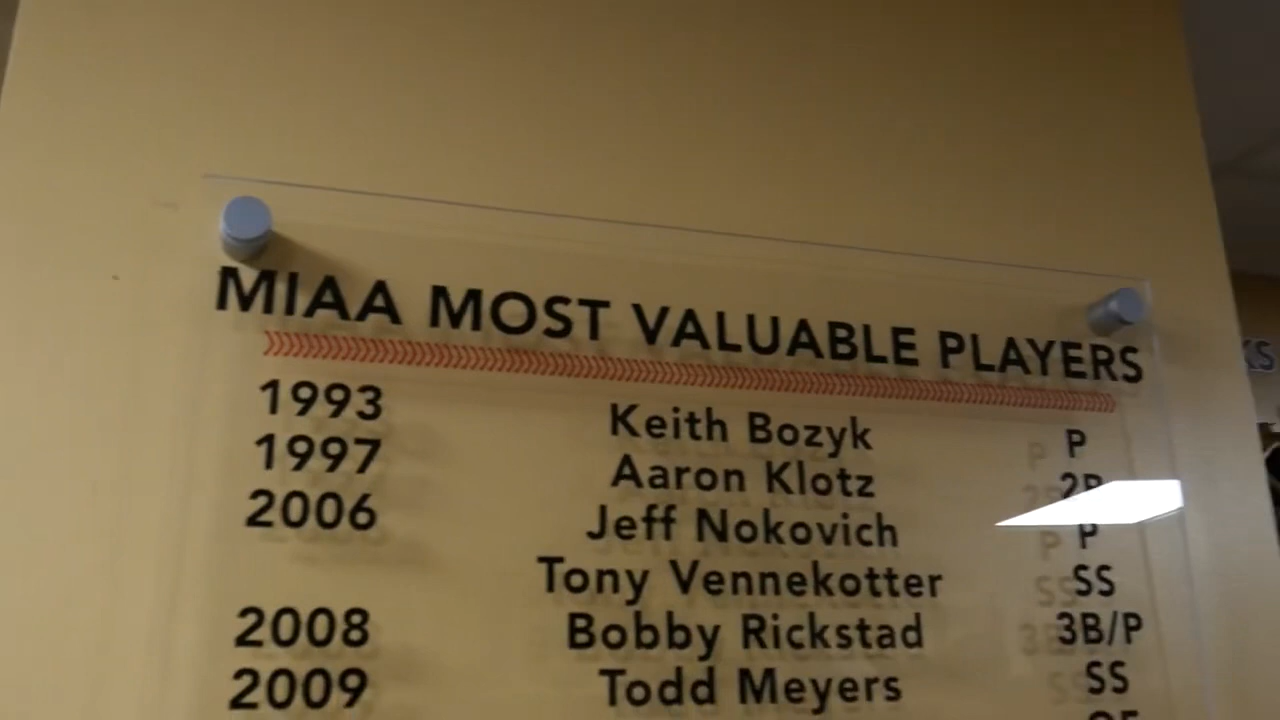 MIAA MOST VALUABLE PLAYERS
1993 Keith Bozyk P
1997 Aaron Klotz
2006 Jeff Nokovich P
Tony Vennekotter SS
2008 Bobby Rickstad 3B/P
2009 Todd Meyers SS